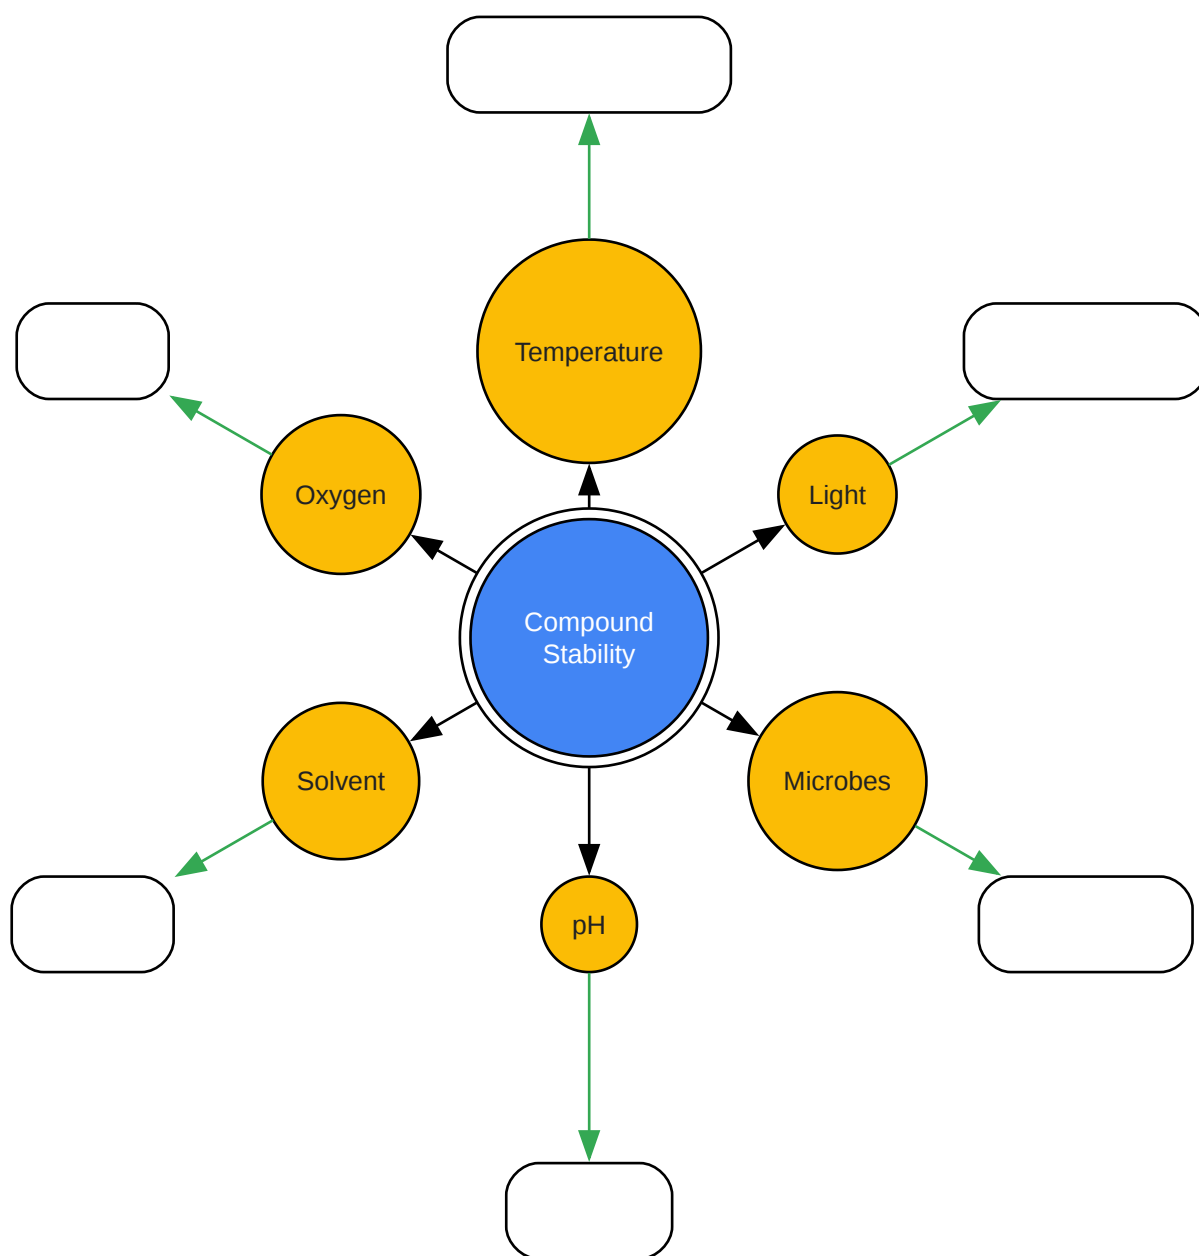 Temperature
Oxygen
Light
Compound
Stability
Solvent
Microbes
pH